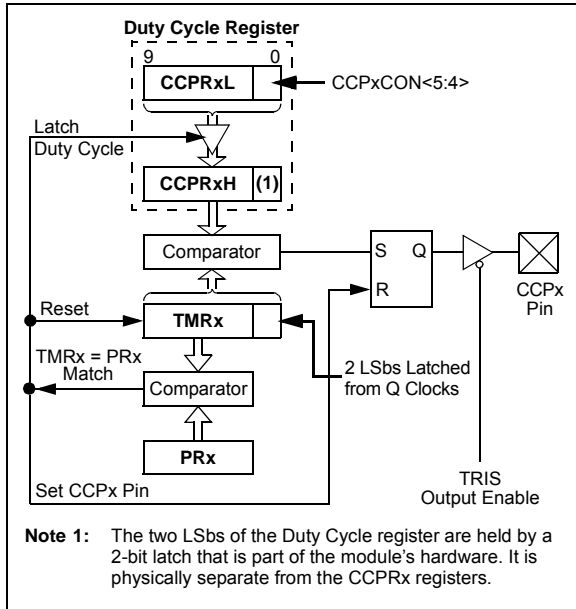 Duty Cycle Register
9 0
CCPRxL
CCPxCON<5:4>
Latch
Duty Cycle
CCPRxH (1)
Comparator
S Q
R
CCPx
Pin
Reset
TMRx
TMRx = PRx
Match
2 LSbs Latched
from Q Clocks
Comparator
PRx
Set CCPx Pin
TRIS
Output Enable
Note 1: The two LSbs of the Duty Cycle register are held by a
2-bit latch that is part of the module's hardware. It is
physically separate from the CCPRx registers.